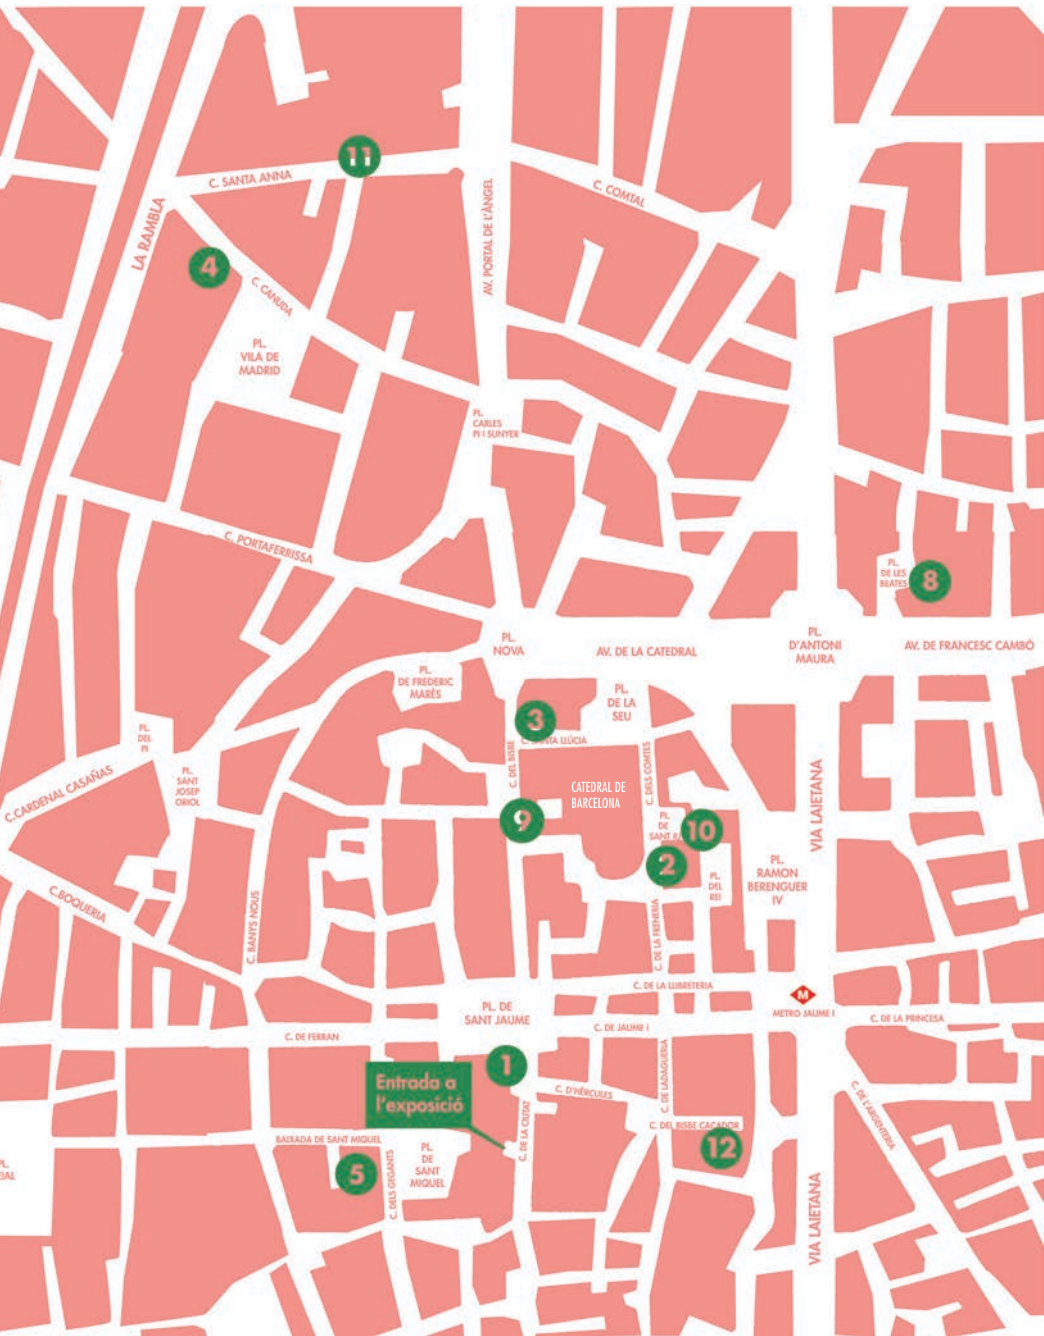 11
C. SANTA ANNA
C. COMTAL
LA RAMBLA
AV. PORTAL DE L'ÀNGEL
4
C. CANUDA
PL.
VILA DE
MADRID
PL.
CARLES
PI I SUNYER
C. PORTAFERRISSA
PL.
DE LES
BEATES
8
PL.
NOVA
AV. DE LA CATEDRAL
PL.
D'ANTONI
MAURA
AV. DE FRANCESC CAMBÓ
PL.
DE FREDERIC
MARÈS
PL.
DE LA
SEU
3
C. SANTA LLÚCIA
PL.
DEL
PI
C. DEL BISBE
C. DELS COMTES
PL.
SANT
JOSEP
ORIOL
C.CARDENAL CASAÑAS
CATEDRAL DE
BARCELONA
VIA LAIETANA
9
PL.
DE
SANT IU
10
2
PL.
DEL
REI
PL.
RAMON
BERENGUER
IV
C.BOQUERIA
C. BANYS NOUS
C. DE LA FRENERIA
C. DE LA LLIBRETERIA
M
METRO JAUME I
PL. DE
SANT JAUME
C. DE JAUME I
C. DE LA PRINCESA
C. DE FERRAN
1
Entrada a
l'exposició
C. D'HÈRCULES
C. DE LADAGUERIA
C. DE L'ARGENTERIA
C. DE LA CIUTAT
C. DEL BISBE CAÇADOR
12
BAIXADA DE SANT MIQUEL
5
C. DELS GEGANTS
PL.
DE
SANT
MIQUEL
VIA LAIETANA